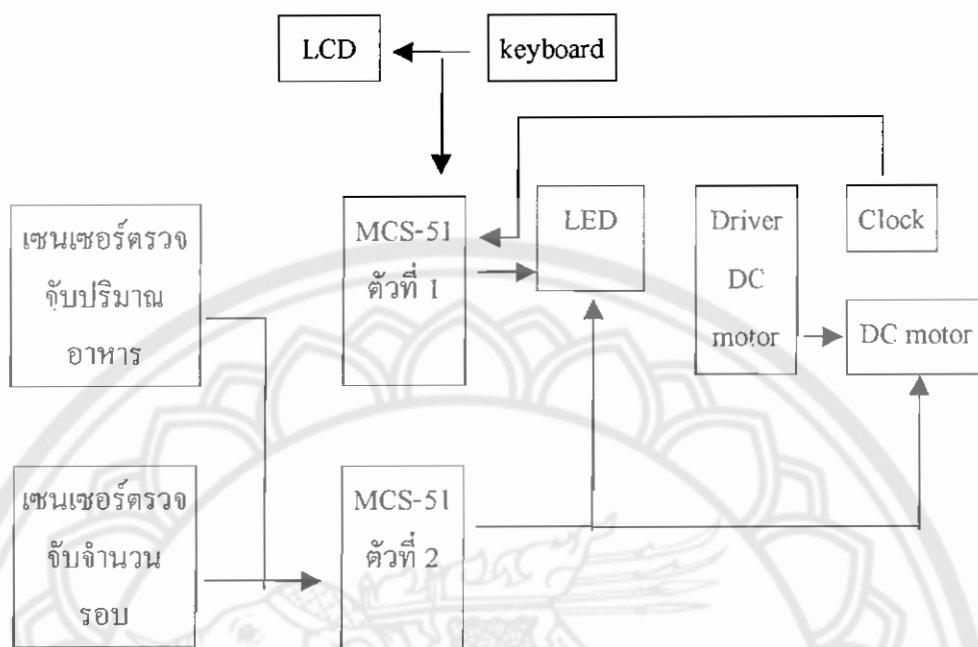 LCD
keyboard
เซนเซอร์ตรวจ
จับปริมาณ
อาหาร
MCS-51
ตัวที่ 1
LED
Driver
DC
motor
Clock
DC motor
เซนเซอร์ตรวจ
จับจำนวน
รอบ
MCS-51
ตัวที่ 2